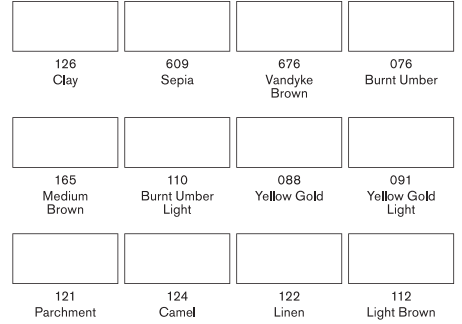 126 609 676 076
Clay Sepia Vandyke Brown Burnt Umber
165 110 088 091
Medium Brown Burnt Umber Light Yellow Gold Yellow Gold Light
121 124 122 112
Parchment Camel Linen Light Brown